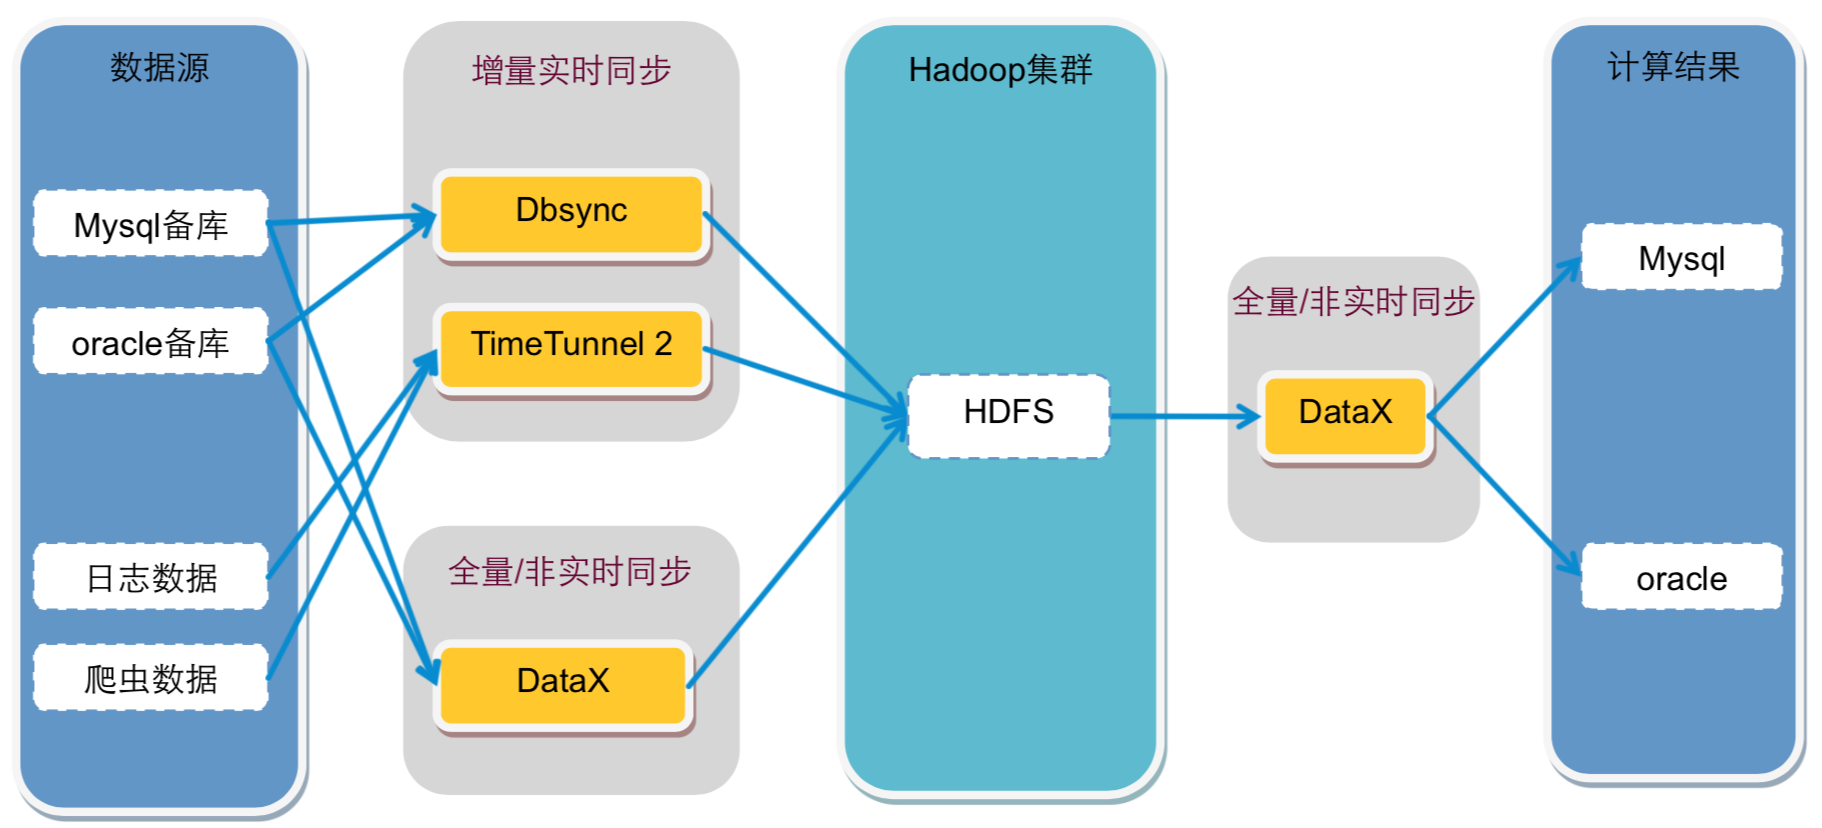 数据源
Mysql备库
oracle备库
日志数据
爬虫数据
增量实时同步
Dbsync
TimeTunnel 2
全量/非实时同步
DataX
Hadoop集群
HDFS
全量/非实时同步
DataX
计算结果
Mysql
oracle